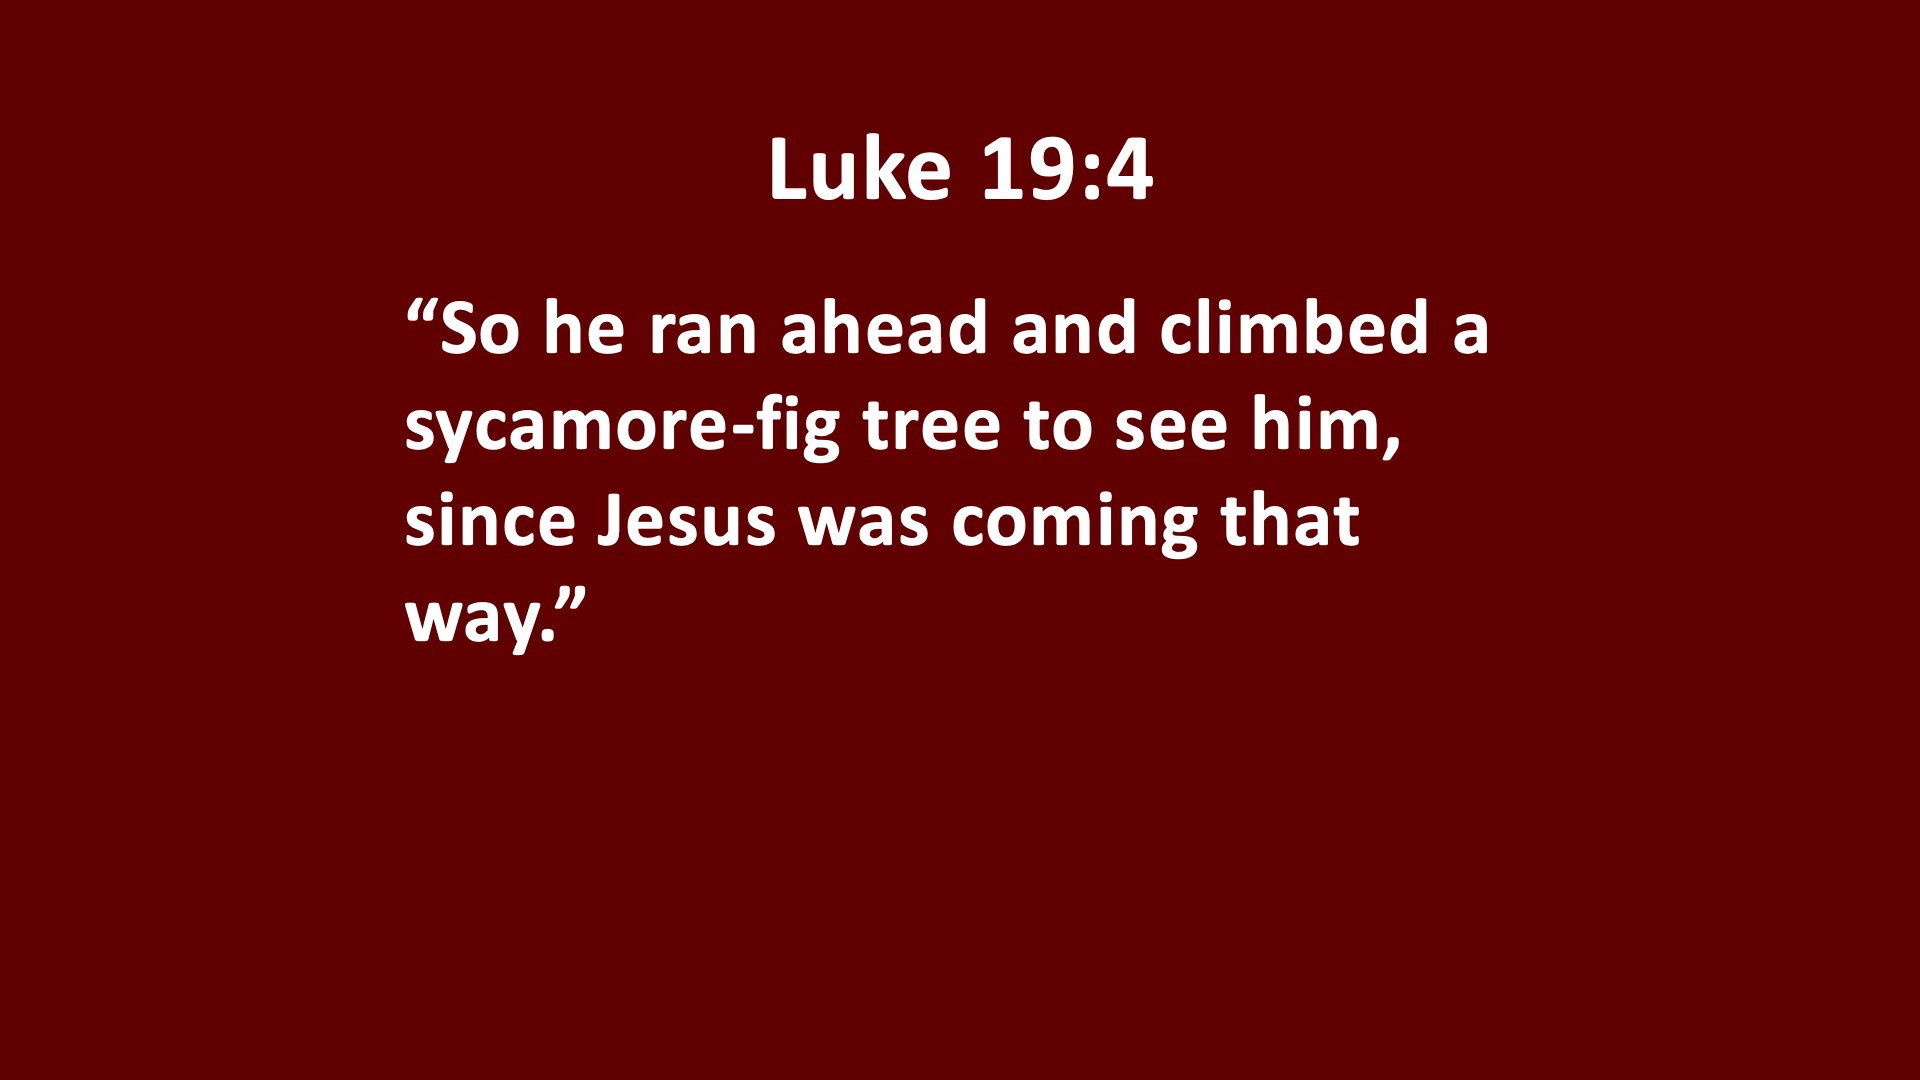 Luke 19:4
“So he ran ahead and climbed a
sycamore-fig tree to see him,
since Jesus was coming that
way.”